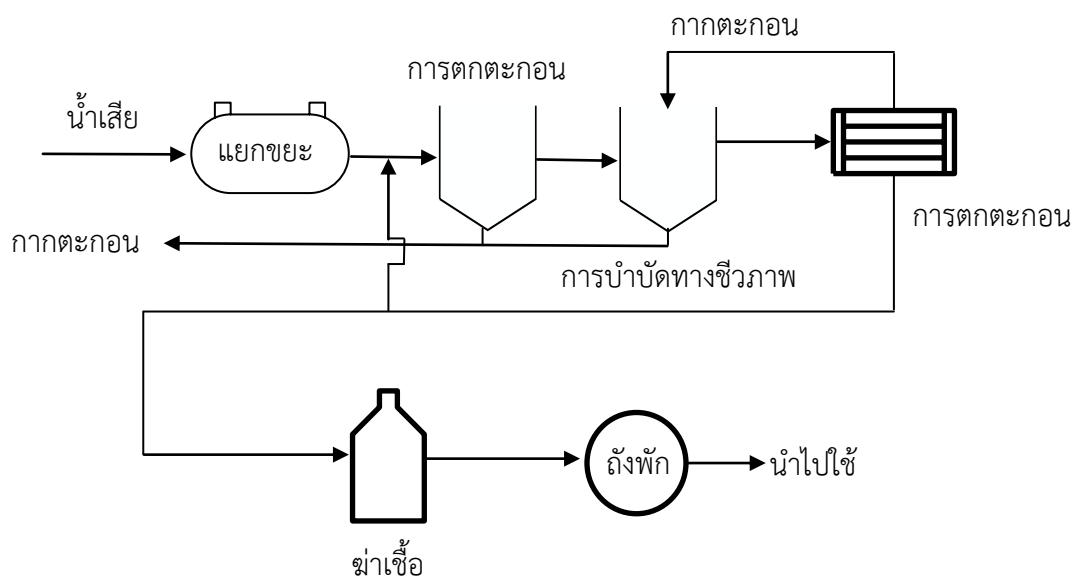 กากตะกอน
การตกตะกอน
น้ำเสีย
แยกขยะ
การตกตะกอน
กากตะกอน
การบำบัดทางชีวภาพ
ถังพัก
นำไปใช้
ฆ่าเชื้อ